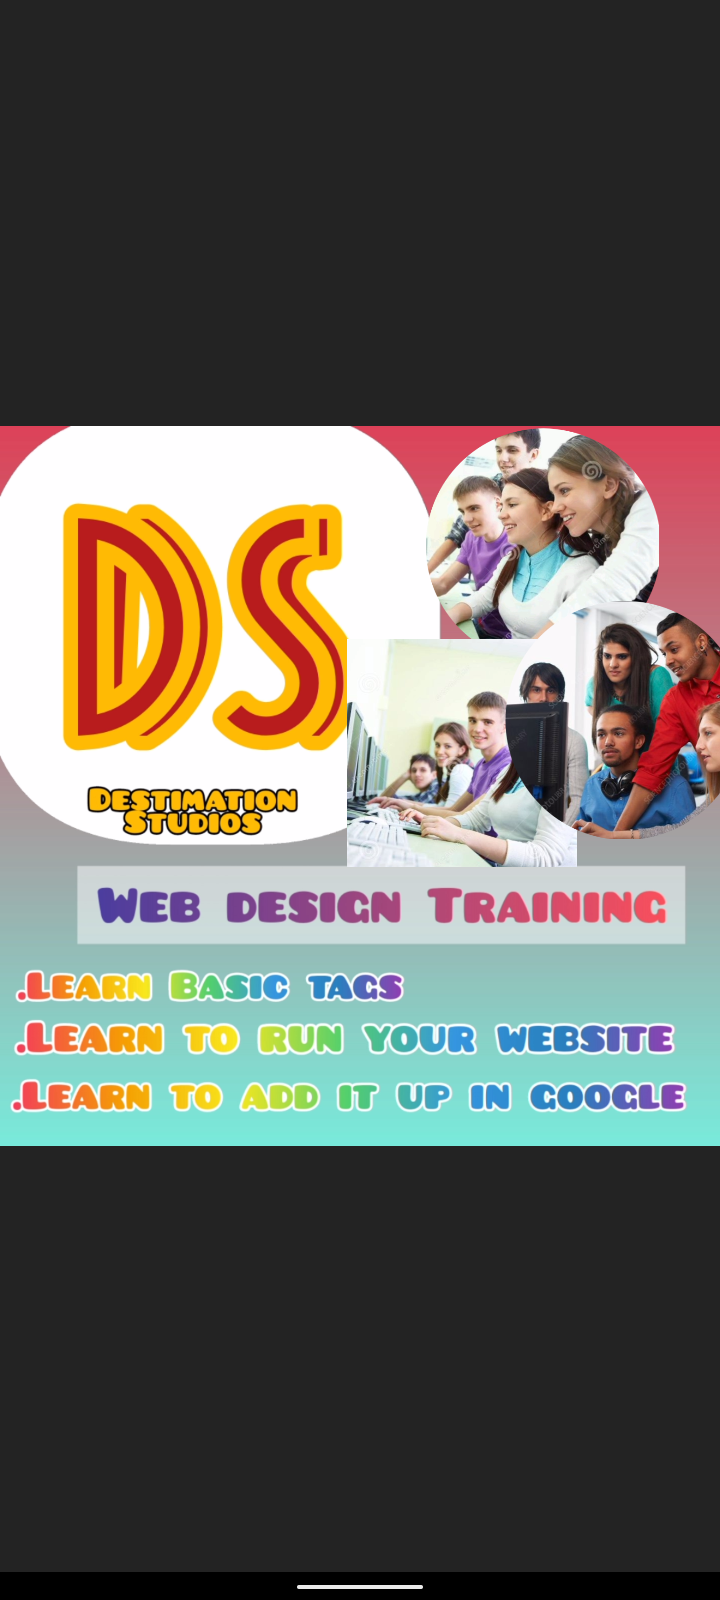 DS
DESTIMATION
STUDIOS
WEB DESIGN TRAINING
.LEARN BASIC TAGS
.LEARN TO RUN YOUR WEBSITE
.LEARN TO ADD IT UP IN GOOGLE